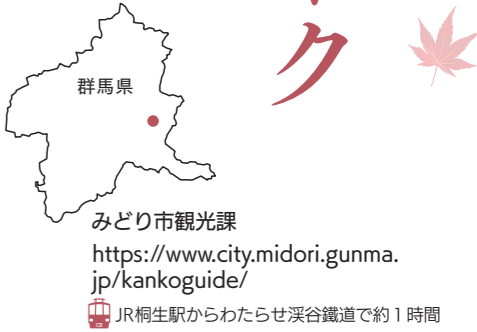 ク
群馬県
みどり市観光課
https://www.city.midori.gunma.
jp/kankoguide/
JR桐生駅からわたらせ渓谷鐵道で約1時間